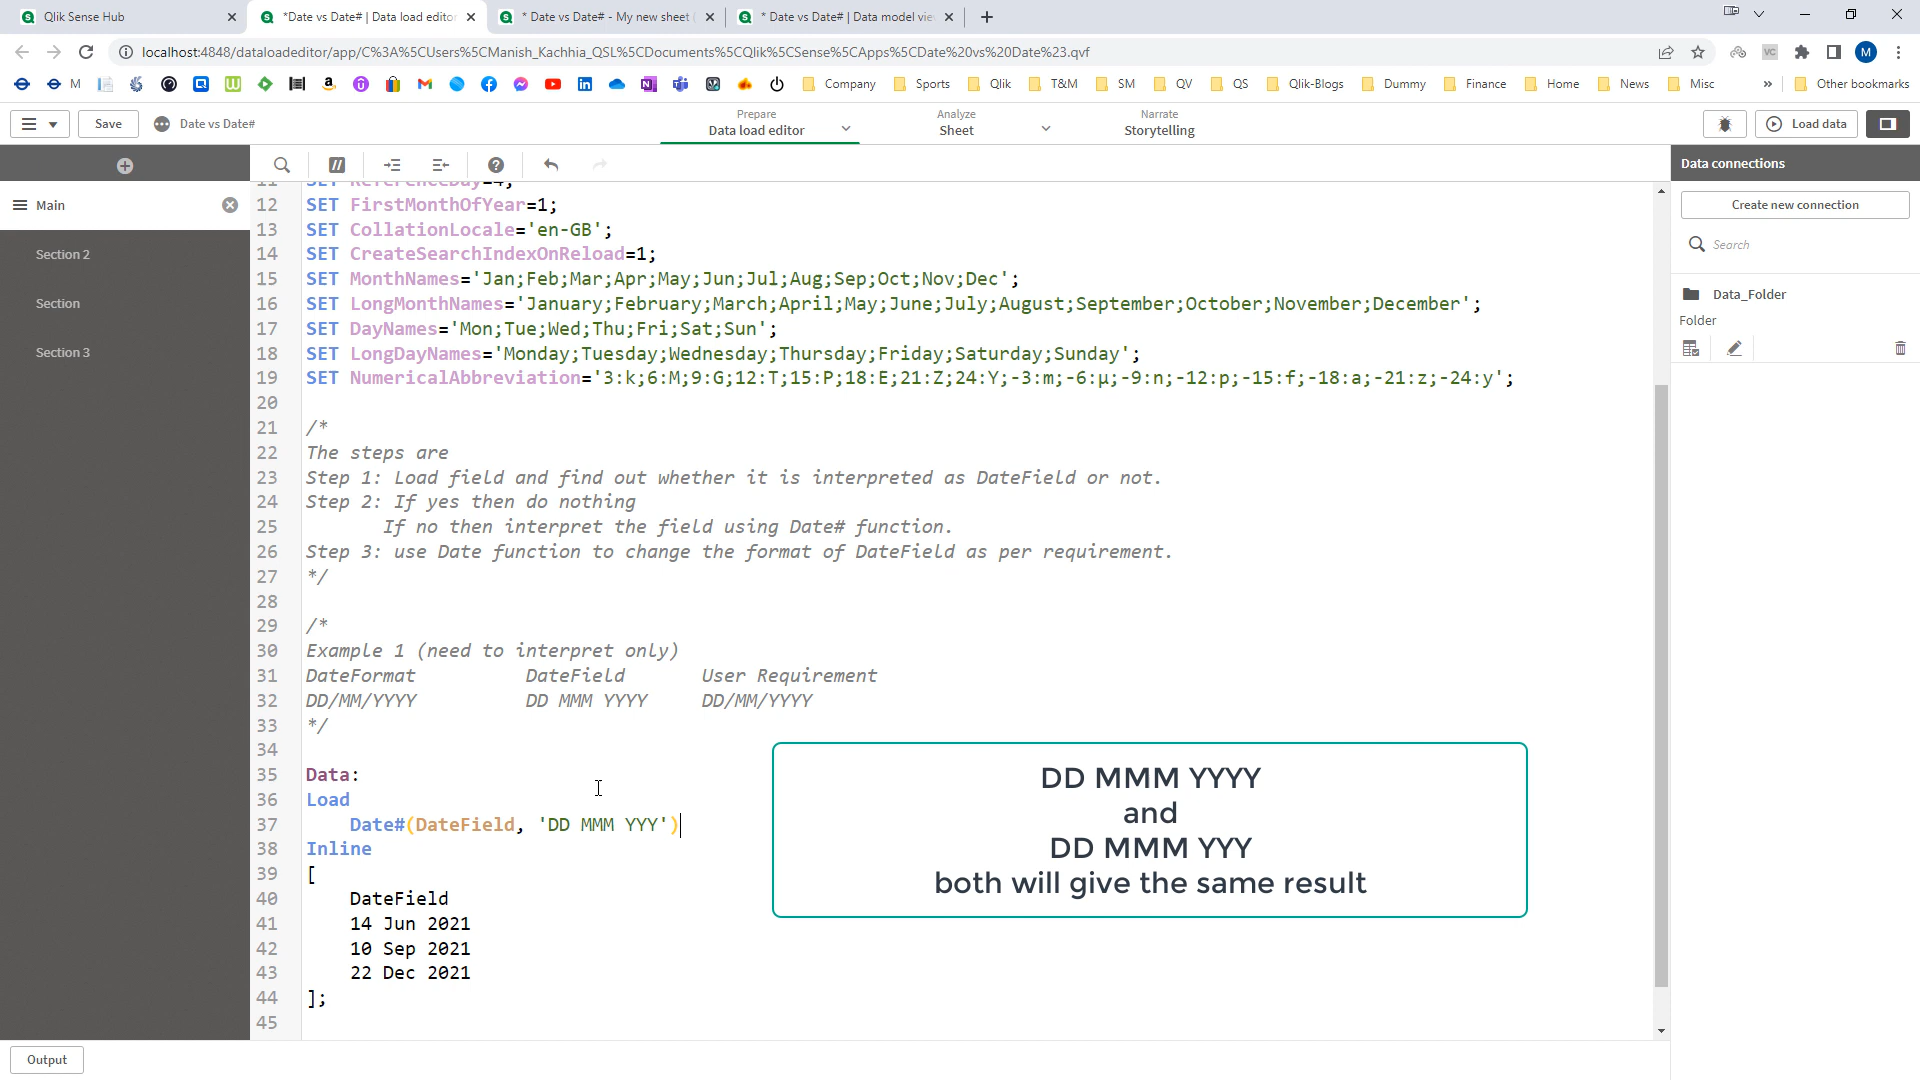 Qlik Sense Hub
*Date vs Date# | Data load editor
* Date vs Date# - My new sheet
* Date vs Date# | Data model view
localhost:4848/dataloadeditor/app/C%3A%5CUsers%5CManish_Kachhia_QSL%5CDocuments%5CQlik%5CSense%5CApps%5CDate%20vs%20Date%23.qvf
VC
M
M
Company
Sports
Qlik
T&M
SM
QV
QS
Qlik-Blogs
Dummy
Finance
Home
News
Misc
»
Other bookmarks
Save
Date vs Date#
Prepare
Data load editor
Analyze
Sheet
Narrate
Storytelling
Load data
Main
Section 2
Section
Section 3
11 SET ReferenceDay=4;
12 SET FirstMonthOfYear=1;
13 SET CollationLocale='en-GB';
14 SET CreateSearchIndexOnReload=1;
15 SET MonthNames='Jan;Feb;Mar;Apr;May;Jun;Jul;Aug;Sep;Oct;Nov;Dec';
16 SET LongMonthNames='January;February;March;April;May;June;July;August;September;October;November;December';
17 SET DayNames='Mon;Tue;Wed;Thu;Fri;Sat;Sun';
18 SET LongDayNames='Monday;Tuesday;Wednesday;Thursday;Friday;Saturday;Sunday';
19 SET NumericalAbbreviation='3:k;6:M;9:G;12:T;15:P;18:E;21:Z;24:Y;-3:m;-6:μ;-9:n;-12:p;-15:f;-18:a;-21:z;-24:y';
20
21 /*
22 The steps are
23 Step 1: Load field and find out whether it is interpreted as DateField or not.
24 Step 2: If yes then do nothing
25 If no then interpret the field using Date# function.
26 Step 3: use Date function to change the format of DateField as per requirement.
27 */
28
29 /*
30 Example 1 (need to interpret only)
31 DateFormat DateField User Requirement
32 DD/MM/YYYY DD MMM YYYY DD/MM/YYYY
33 */
34
35 Data:
36 Load
37 Date#(DateField, 'DD MMM YYY')
38 Inline
39 [
40 DateField
41 14 Jun 2021
42 10 Sep 2021
43 22 Dec 2021
44 ];
45
DD MMM YYYY
and
DD MMM YYY
both will give the same result
Data connections
Create new connection
Search
Data_Folder
Folder
Output